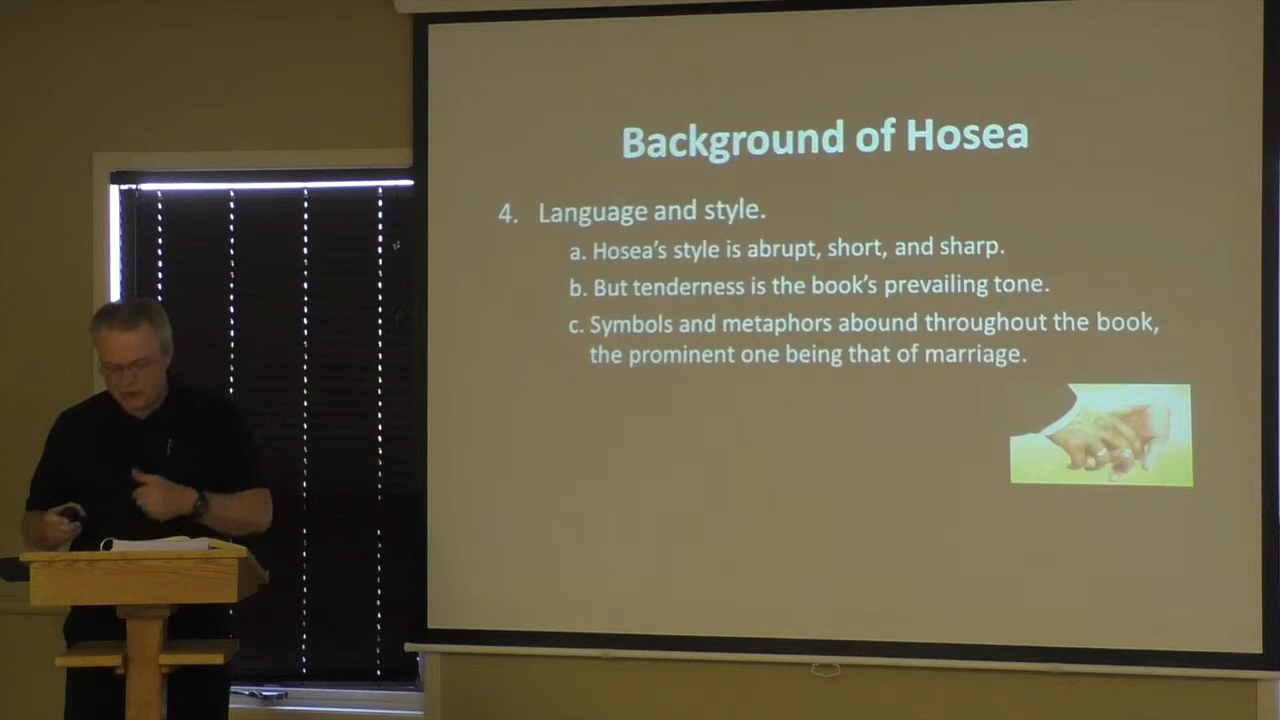 Background of Hosea
4. Language and style.
a. Hosea's style is abrupt, short, and sharp.
b. But tenderness is the book's prevailing tone.
c. Symbols and metaphors abound throughout the book,
the prominent one being that of marriage.